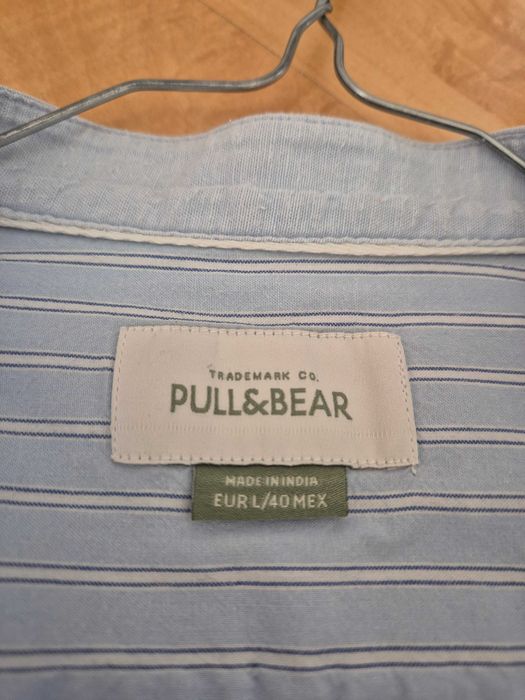 TRADEMARK CO.
PULL&BEAR
MADE IN INDIA
EUR L/40 MEX